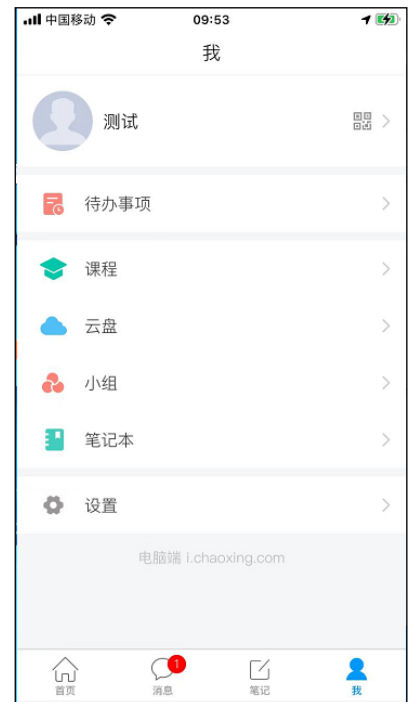 中国移动 09:53
我
测试
待办事项
课程
云盘
小组
笔记本
设置
电脑端 i.chaoxing.com
1
首页 消息 笔记 我